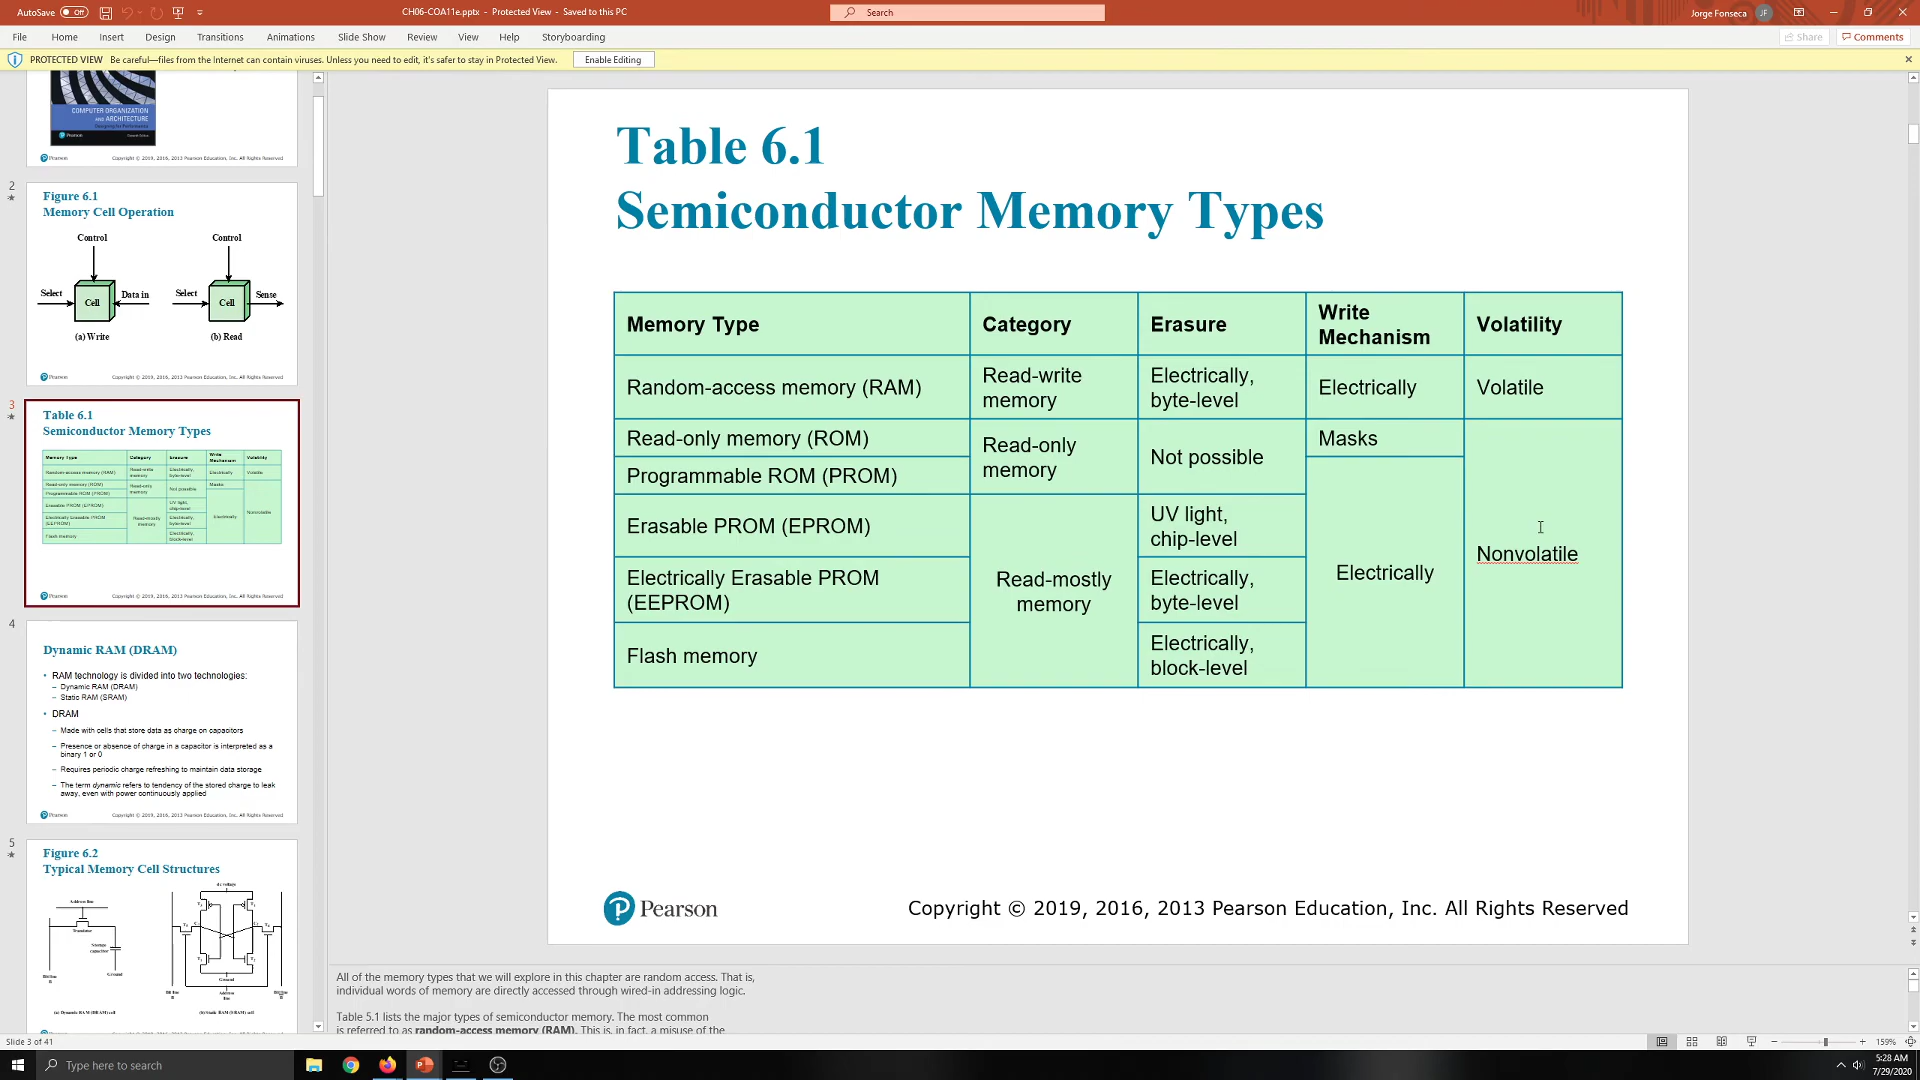 AutoSave Off
CH06-COA11e.pptx - Protected View - Saved to this PC
Search
Jorge Fonseca JF
File Home Insert Design Transitions Animations Slide Show Review View Help Storyboarding
Share Comments
PROTECTED VIEW Be careful—files from the Internet can contain viruses. Unless you need to edit, it's safer to stay in Protected View. Enable Editing
COMPUTER ORGANIZATION
AND ARCHITECTURE
Pearson
Pearson Copyright © 2019, 2016, 2013 Pearson Education, Inc. All Rights Reserved
2
Figure 6.1
Memory Cell Operation
Control Control
Select Cell Data in Select Cell Sense
(a) Write (b) Read
Pearson Copyright © 2019, 2016, 2013 Pearson Education, Inc. All Rights Reserved
3
Table 6.1
Semiconductor Memory Types
Memory Type Category Erasure Write Mechanism Volatility
Random-access memory (RAM) Read-write memory Electrically, byte-level Electrically Volatile
Read-only memory (ROM) Read-only memory Not possible Masks
Programmable ROM (PROM)
Erasable PROM (EPROM) Read-mostly memory UV light, chip-level Electrically Nonvolatile
Electrically Erasable PROM (EEPROM) Electrically, byte-level
Flash memory Electrically, block-level
Pearson Copyright © 2019, 2016, 2013 Pearson Education, Inc. All Rights Reserved
4
Dynamic RAM (DRAM)
• RAM technology is divided into two technologies:
– Dynamic RAM (DRAM)
– Static RAM (SRAM)
• DRAM
– Made with cells that store data as charge on capacitors
– Presence or absence of charge in a capacitor is interpreted as a
binary 1 or 0
– Requires periodic charge refreshing to maintain data storage
– The term dynamic refers to tendency of the stored charge to leak
away, even with power continuously applied
Pearson Copyright © 2019, 2016, 2013 Pearson Education, Inc. All Rights Reserved
5
Figure 6.2
Typical Memory Cell Structures
dc voltage
Address line
Transistor
Storage
capacitor
Ground
Ground
Address
line
(a) Dynamic RAM (DRAM) cell (b) Static RAM (SRAM) cell
Table 6.1
Semiconductor Memory Types
Memory Type Category Erasure Write Mechanism Volatility
Random-access memory (RAM) Read-write memory Electrically, byte-level Electrically Volatile
Read-only memory (ROM) Read-only memory Not possible Masks
Programmable ROM (PROM)
Erasable PROM (EPROM) Read-mostly memory UV light, chip-level Electrically Nonvolatile
Electrically Erasable PROM (EEPROM) Electrically, byte-level
Flash memory Electrically, block-level
Pearson Copyright © 2019, 2016, 2013 Pearson Education, Inc. All Rights Reserved
All of the memory types that we will explore in this chapter are random access. That is,
individual words of memory are directly accessed through wired-in addressing logic.
Table 5.1 lists the major types of semiconductor memory. The most common
is referred to as random-access memory (RAM). This is, in fact, a misuse of the
Slide 3 of 41
159%
Type here to search
5:28 AM
7/29/2020